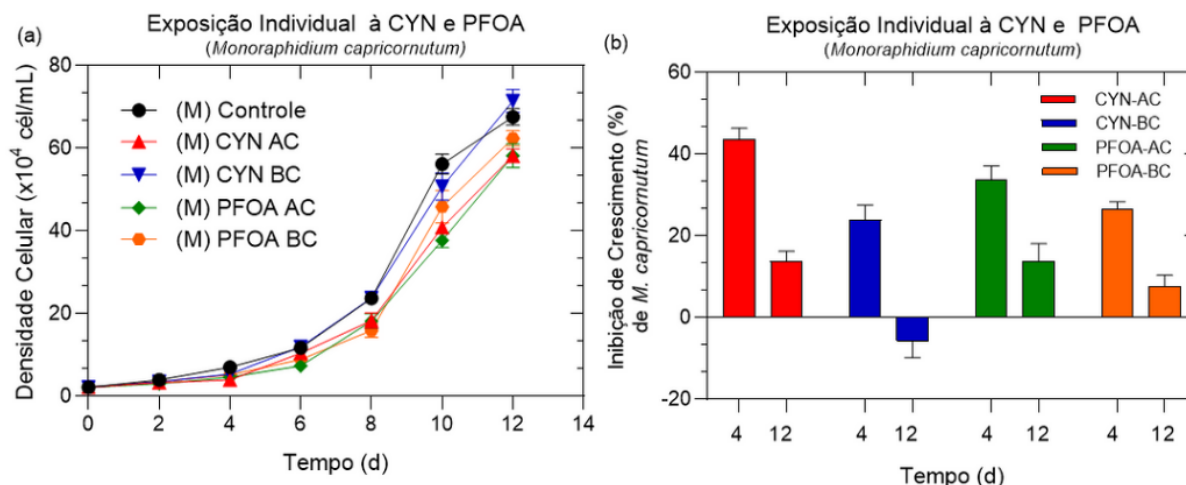 (a)
Exposição Individual à CYN e PFOA
(Monoraphidium capricornutum)
Densidade Celular (x10⁴ cél/mL)
80
60
40
20
0
(M) Controle
(M) CYN AC
(M) CYN BC
(M) PFOA AC
(M) PFOA BC
0 2 4 6 8 10 12 14
Tempo (d)
(b)
Exposição Individual à CYN e PFOA
(Monoraphidium capricornutum)
Inibição de Crescimento (%)
de M. capricornutum
60
40
20
0
-20
CYN-AC
CYN-BC
PFOA-AC
PFOA-BC
4 12 4 12 4 12 4 12
Tempo (d)